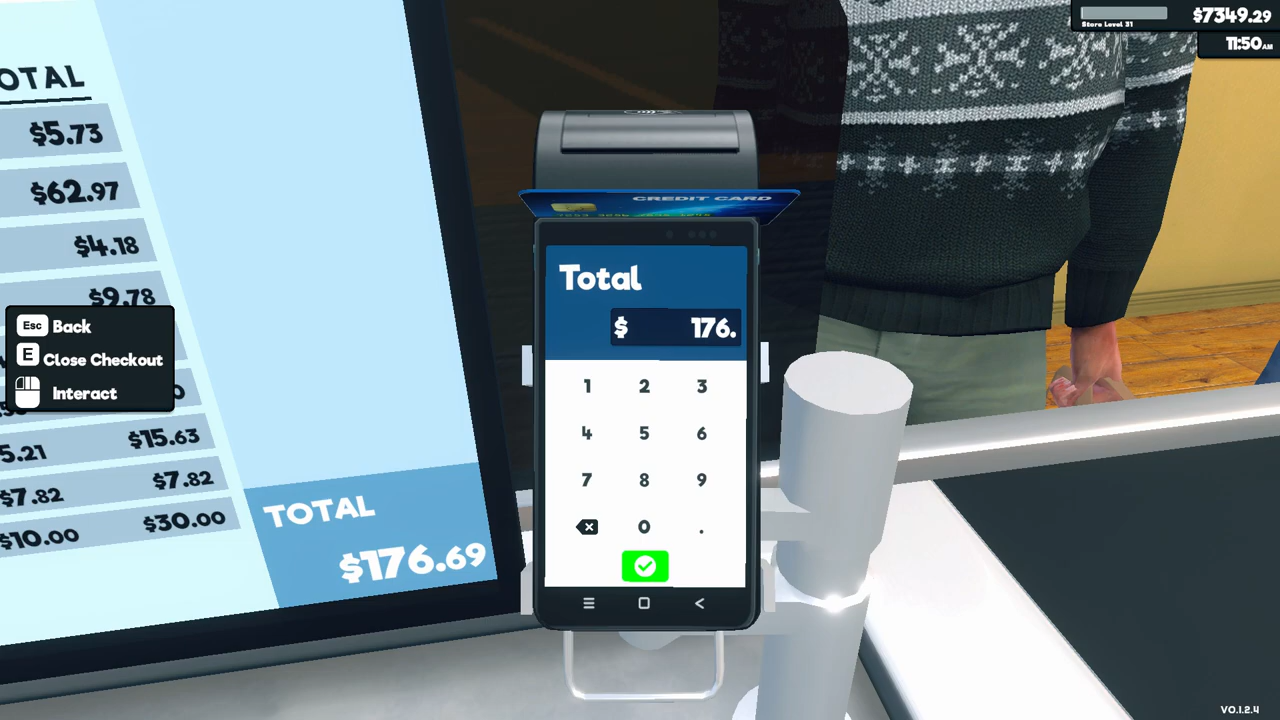 $7349.29
Store Level 31
11:50AM
OTAL
$5.73
$62.97
$4.18
$9.78
Esc Back
E Close Checkout
Interact
5.21 $15.63
$7.82 $7.82
$10.00 $30.00
TOTAL
$176.69
CREDIT CARD
Total
$ 176.
1 2 3
4 5 6
7 8 9
0 .
V0.1.2.4